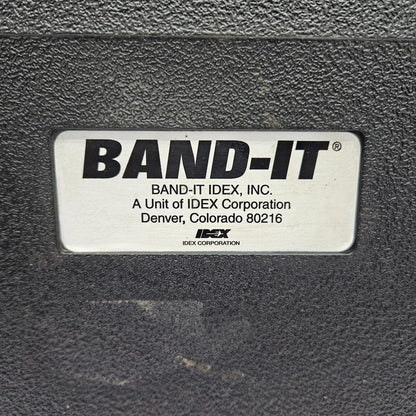 BAND-IT®
BAND-IT IDEX, INC.
A Unit of IDEX Corporation
Denver, Colorado 80216
IDEX
IDEX CORPORATION